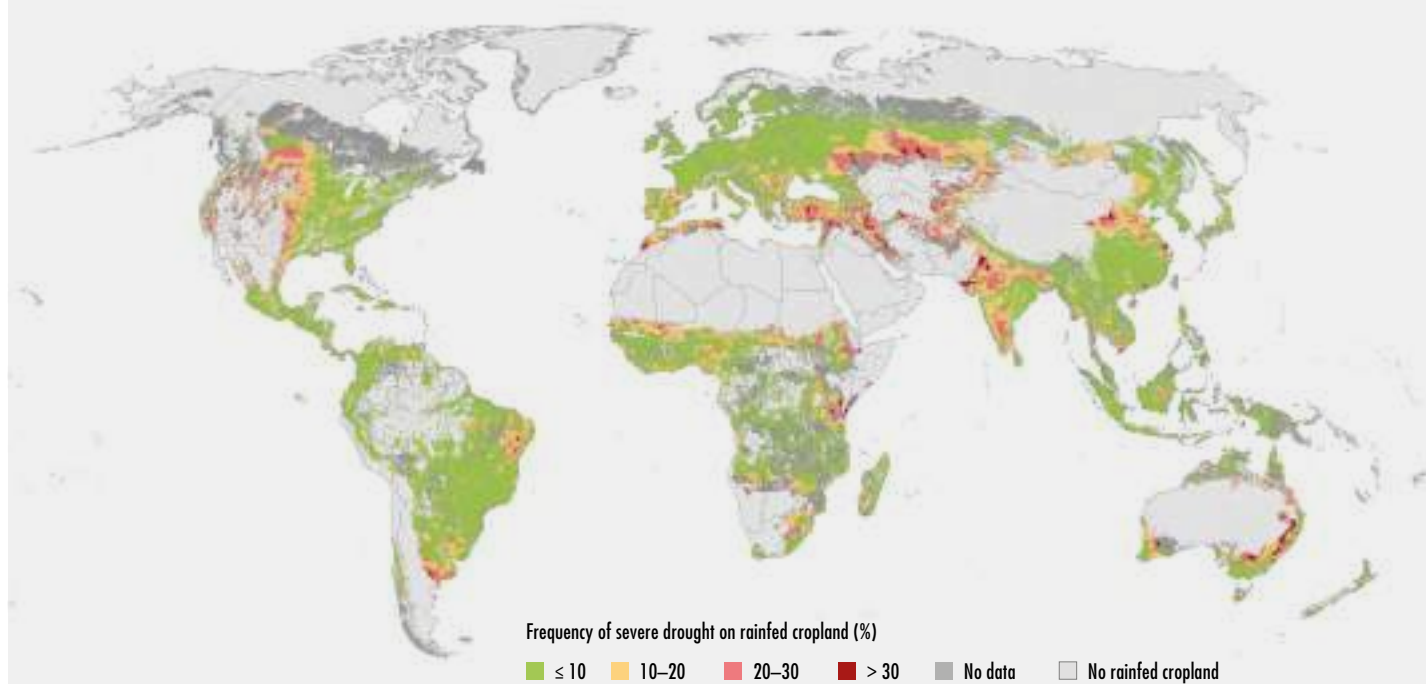 Frequency of severe drought on rainfed cropland (%)
≤ 10 10–20 20–30 > 30 No data No rainfed cropland